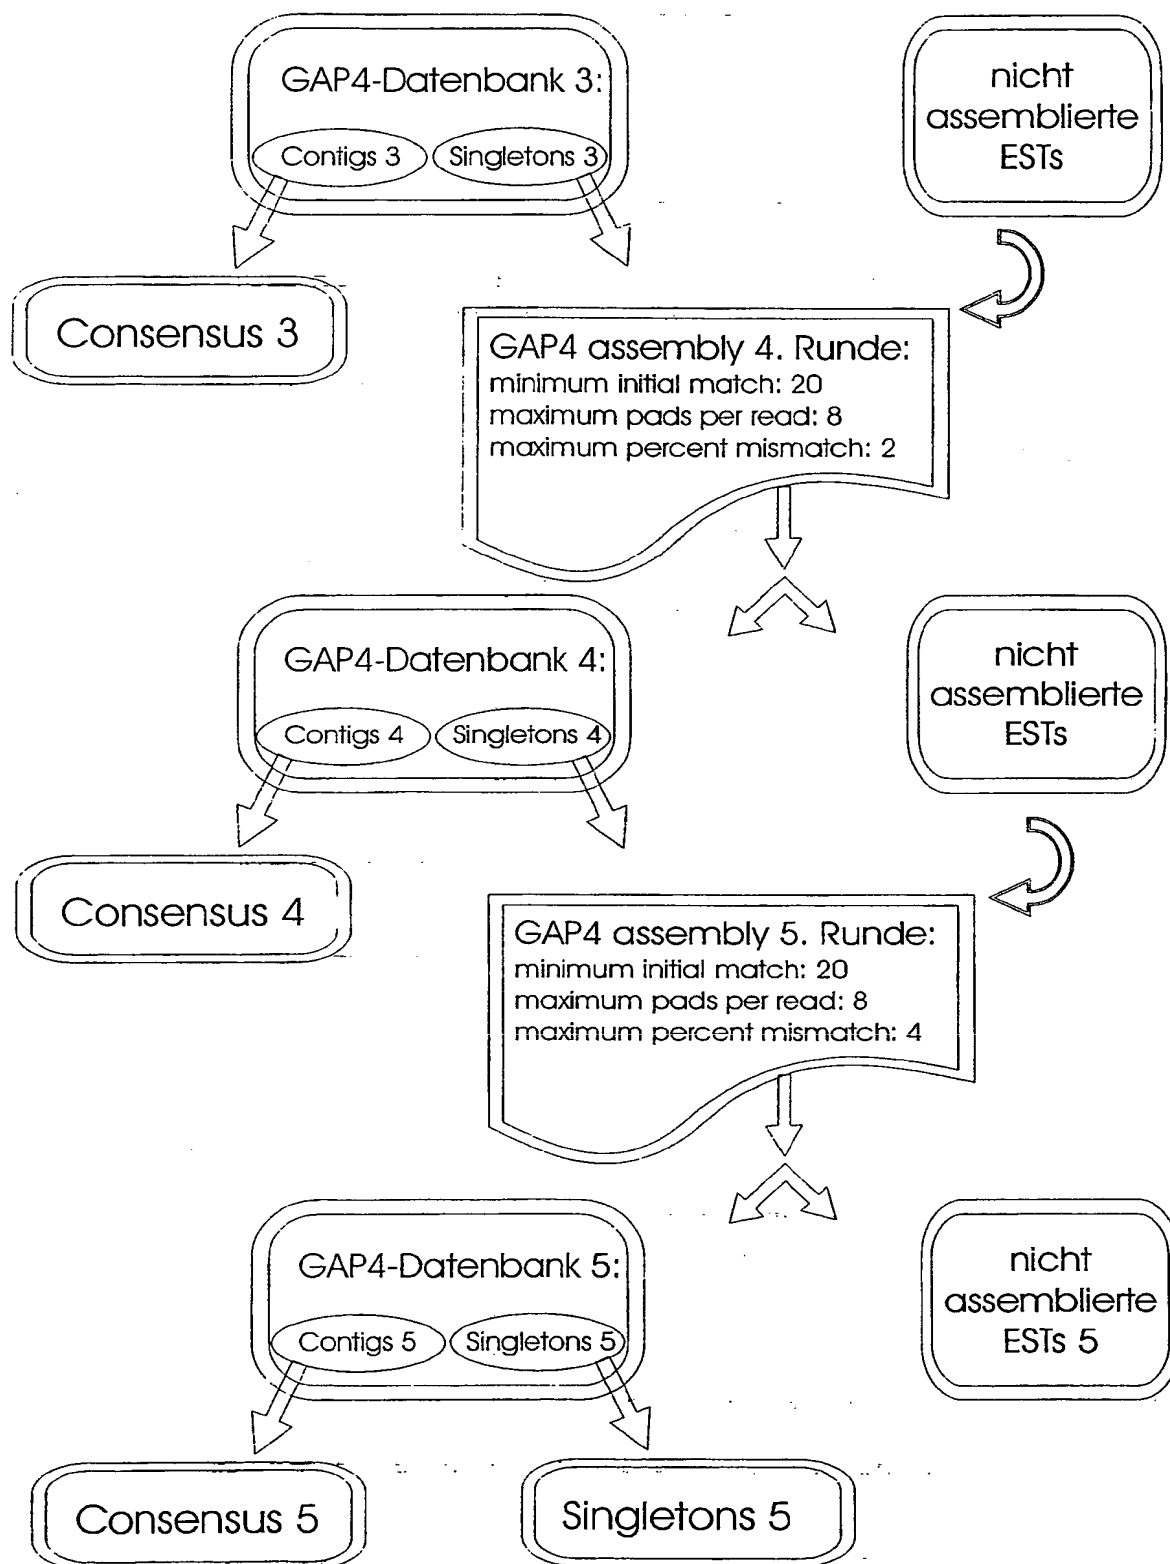 GAP4-Datenbank 3:
Contigs 3
Singletons 3
nicht
assemblierte
ESTs
Consensus 3
GAP4 assembly 4. Runde:
minimum initial match: 20
maximum pads per read: 8
maximum percent mismatch: 2
GAP4-Datenbank 4:
Contigs 4
Singletons 4
nicht
assemblierte
ESTs
Consensus 4
GAP4 assembly 5. Runde:
minimum initial match: 20
maximum pads per read: 8
maximum percent mismatch: 4
GAP4-Datenbank 5:
Contigs 5
Singletons 5
nicht
assemblierte
ESTs 5
Consensus 5
Singletons 5